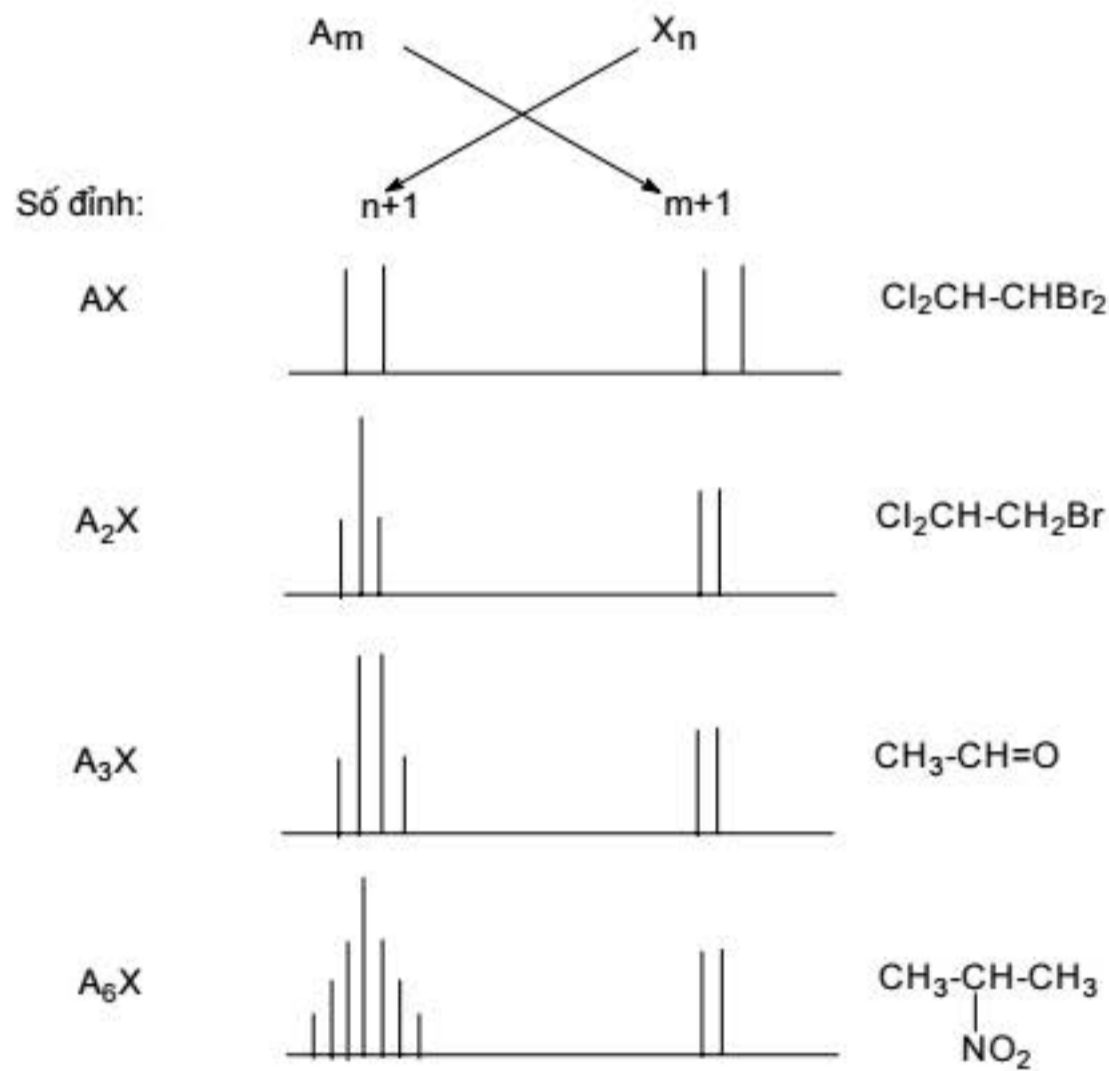 Am Xn
Số đỉnh: n+1 m+1
AX Cl₂CH-CHBr₂
A₂X Cl₂CH-CH₂Br
A₃X CH₃-CH=O
A₆X CH₃-CH-CH₃
NO₂